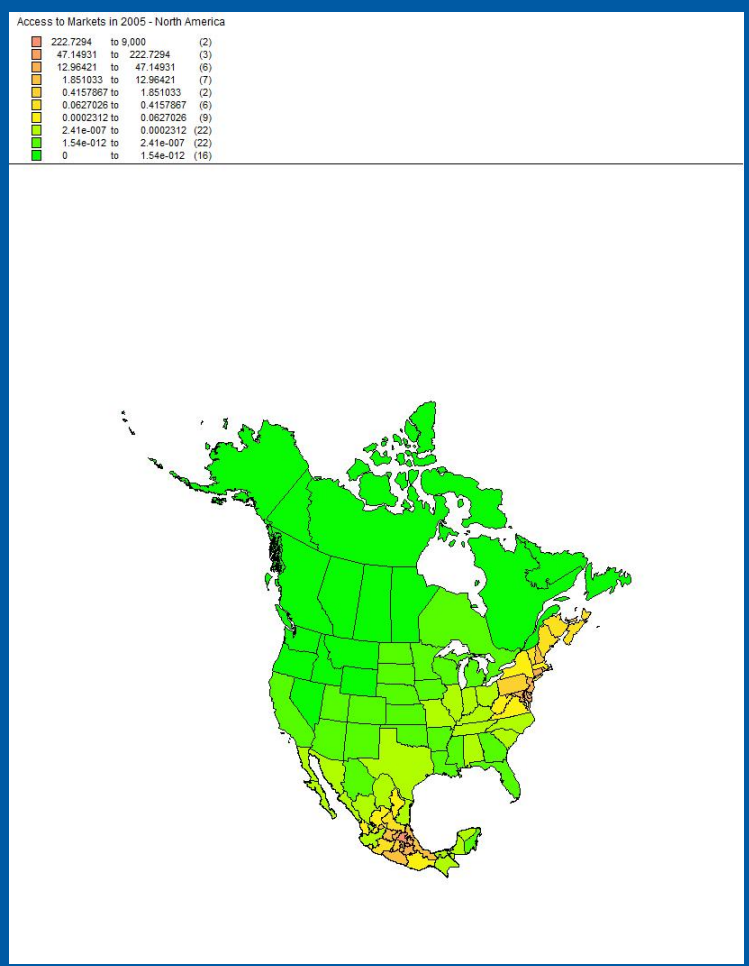 Access to Markets in 2005 - North America
222.7294 to 9,000 (2)
47.14931 to 222.7294 (3)
12.96421 to 47.14931 (6)
1.851033 to 12.96421 (7)
0.4157867 to 1.851033 (2)
0.0627026 to 0.4157867 (6)
0.0002312 to 0.0627026 (9)
2.41e-007 to 0.0002312 (22)
1.54e-012 to 2.41e-007 (22)
0 to 1.54e-012 (16)